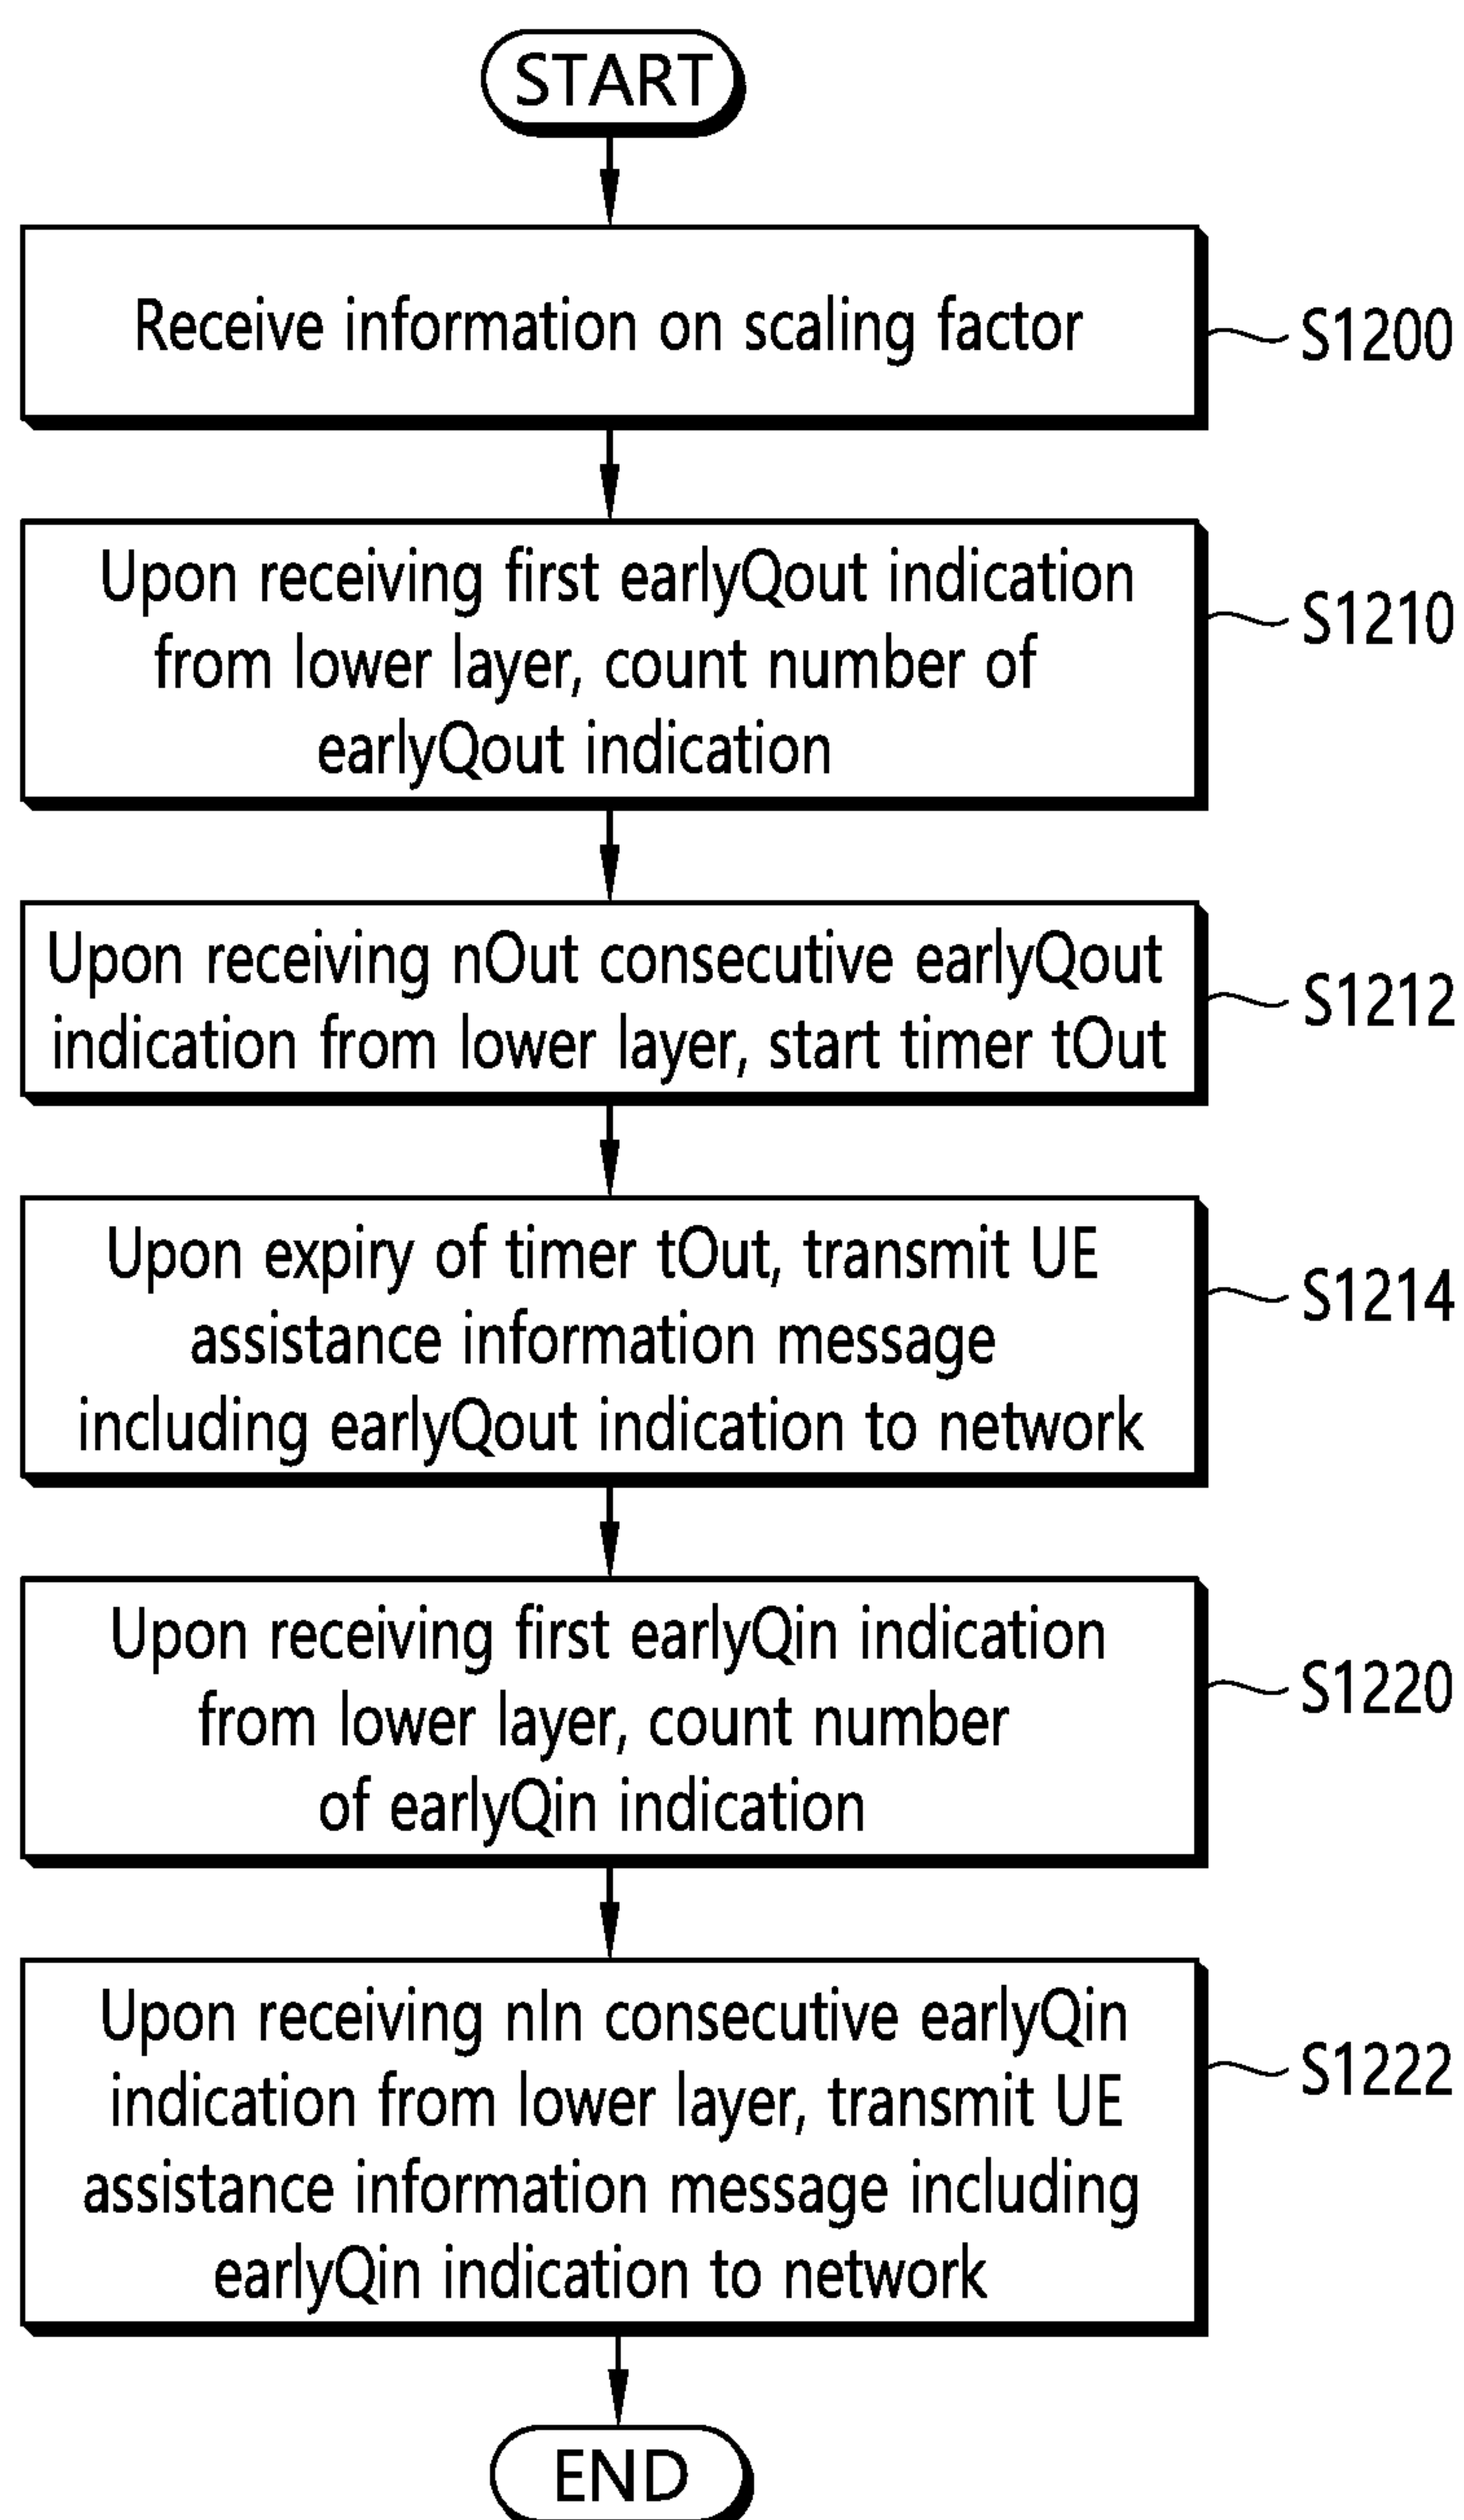 START
Receive information on scaling factor
S1200
Upon receiving first earlyQout indication
from lower layer, count number of
earlyQout indication
S1210
Upon receiving nOut consecutive earlyQout
indication from lower layer, start timer tOut
S1212
Upon expiry of timer tOut, transmit UE
assistance information message
including earlyQout indication to network
S1214
Upon receiving first earlyQin indication
from lower layer, count number
of earlyQin indication
S1220
Upon receiving nIn consecutive earlyQin
indication from lower layer, transmit UE
assistance information message including
earlyQin indication to network
S1222
END